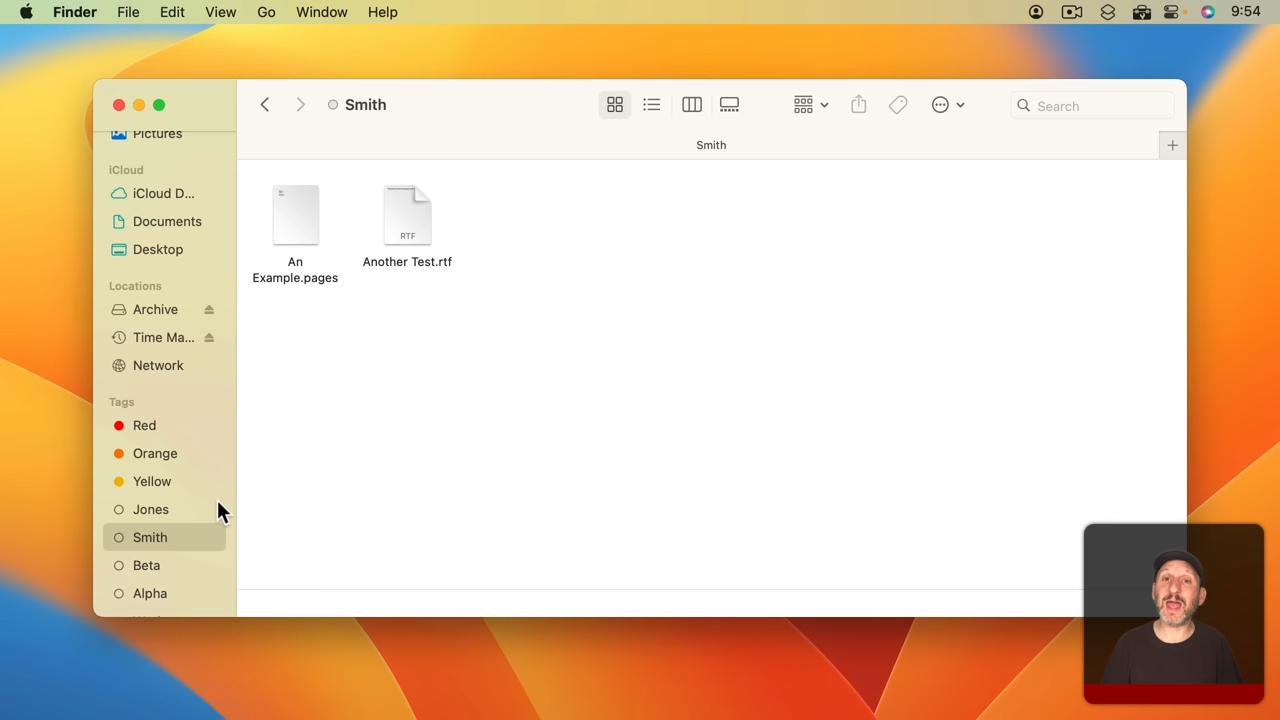 Finder File Edit View Go Window Help 9:54
Smith
Search
Pictures
Smith
iCloud
iCloud D...
Documents
Desktop
Locations
Archive
Time Ma...
Network
Tags
Red
Orange
Yellow
Jones
Smith
Beta
Alpha
RTF
An
Example.pages
Another Test.rtf